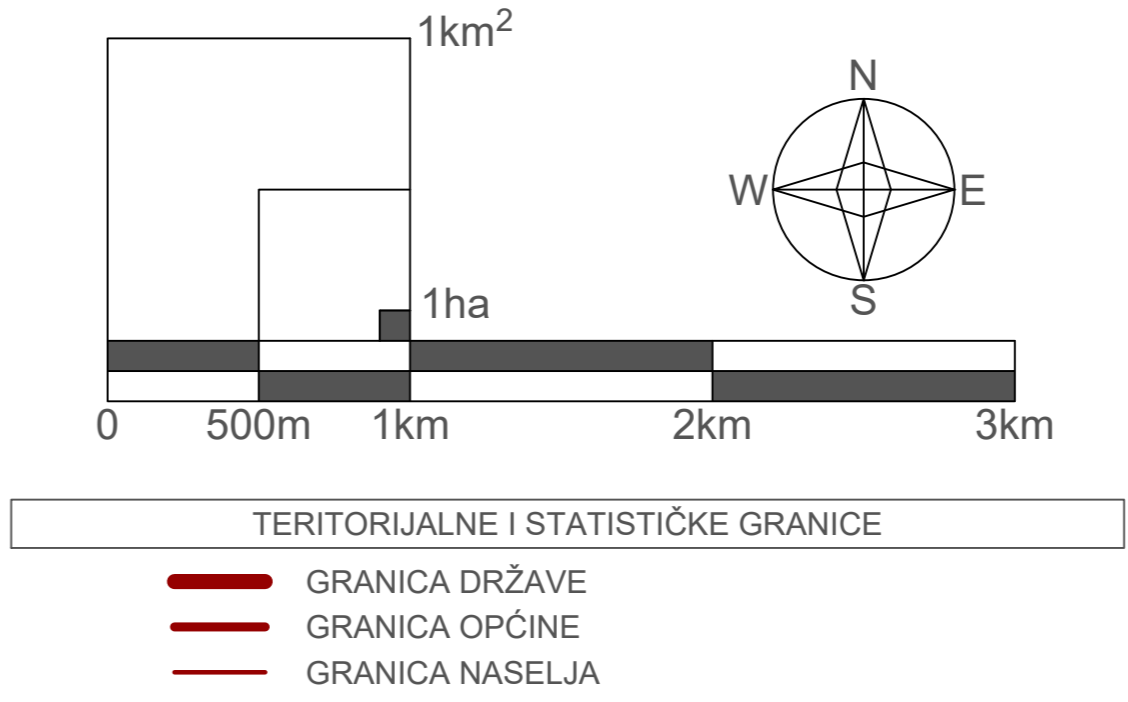 1km²
N
W E
S
1ha
0 500m 1km 2km 3km
TERITORIJALNE I STATISTIČKE GRANICE
GRANICA DRŽAVE
GRANICA OPĆINE
GRANICA NASELJA